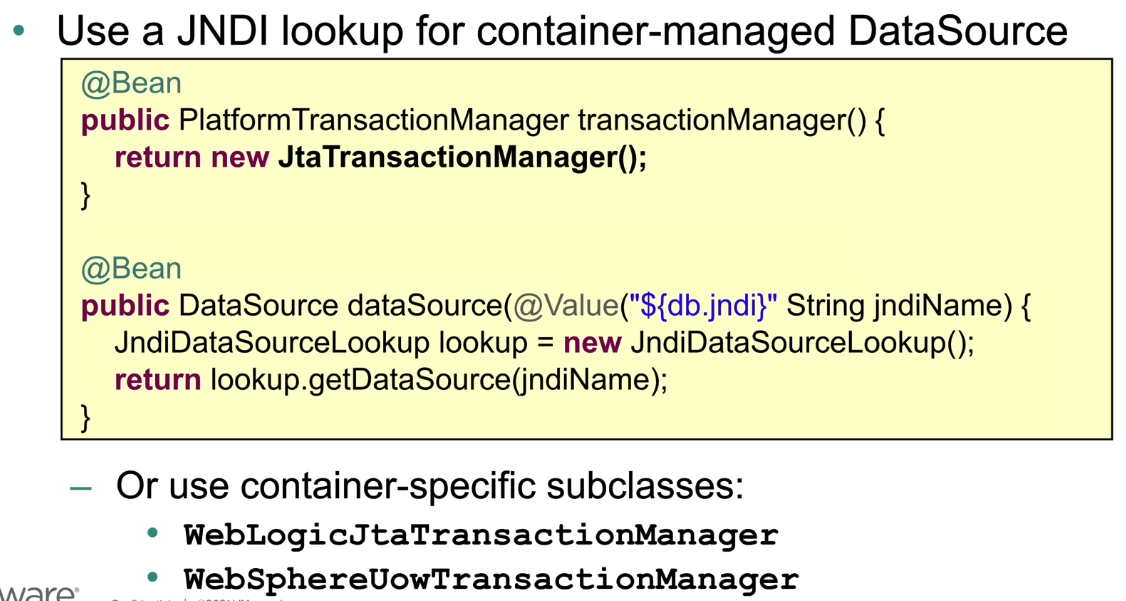 • Use a JNDI lookup for container-managed DataSource
@Bean
public PlatformTransactionManager transactionManager() {
return new JtaTransactionManager();
}
@Bean
public DataSource dataSource(@Value("${db.jndi}" String jndiName) {
JndiDataSourceLookup lookup = new JndiDataSourceLookup();
return lookup.getDataSource(jndiName);
}
– Or use container-specific subclasses:
• WebLogicJtaTransactionManager
• WebSphereUowTransactionManager